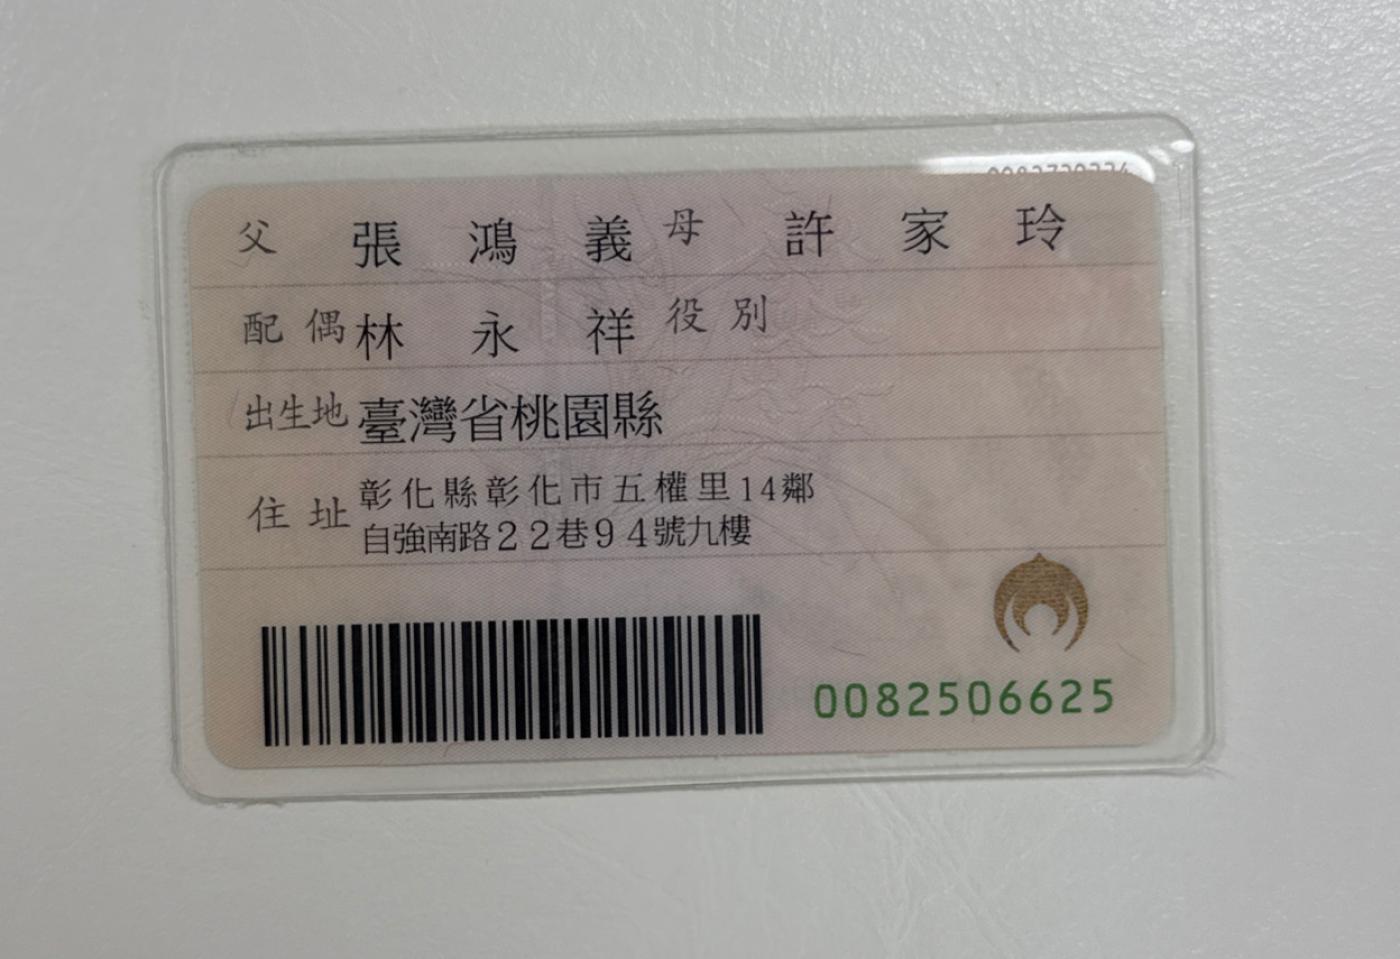 父 張鴻義 母 許家玲
配偶 林永祥 役別
出生地 臺灣省桃園縣
住址 彰化縣彰化市五權里14鄰
自強南路22巷94號九樓
0082506625